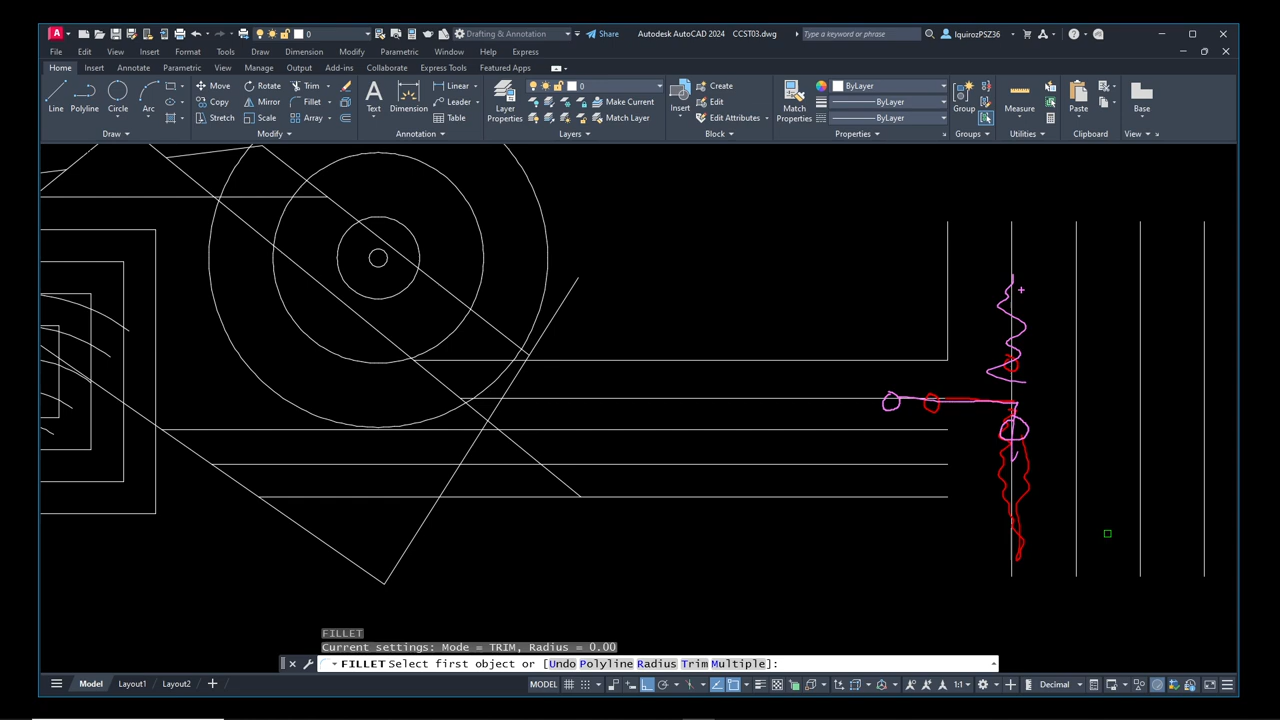 0
Drafting & Annotation
Share
Autodesk AutoCAD 2024
CCST03.dwg
Type a keyword or phrase
lquirozPSZ36
File Edit View Insert Format Tools Draw Dimension Modify Parametric Window Help Express
Home Insert Annotate Parametric View Manage Output Add-ins Collaborate Express Tools Featured Apps
Line Polyline Circle Arc
Move Rotate Trim
Copy Mirror Fillet
Stretch Scale Array
Text Dimension
Linear
Leader
Table
Layer Properties
0
Make Current
Match Layer
Insert
Create
Edit
Edit Attributes
Match Properties
ByLayer
ByLayer
ByLayer
Group
Measure
Paste
Base
Draw Modify Annotation Layers Block Properties Groups Utilities Clipboard View
FILLET
Current settings: Mode = TRIM, Radius = 0.00
FILLET Select first object or [Undo Polyline Radius Trim Multiple]:
Model Layout1 Layout2
MODEL
1:1
Decimal